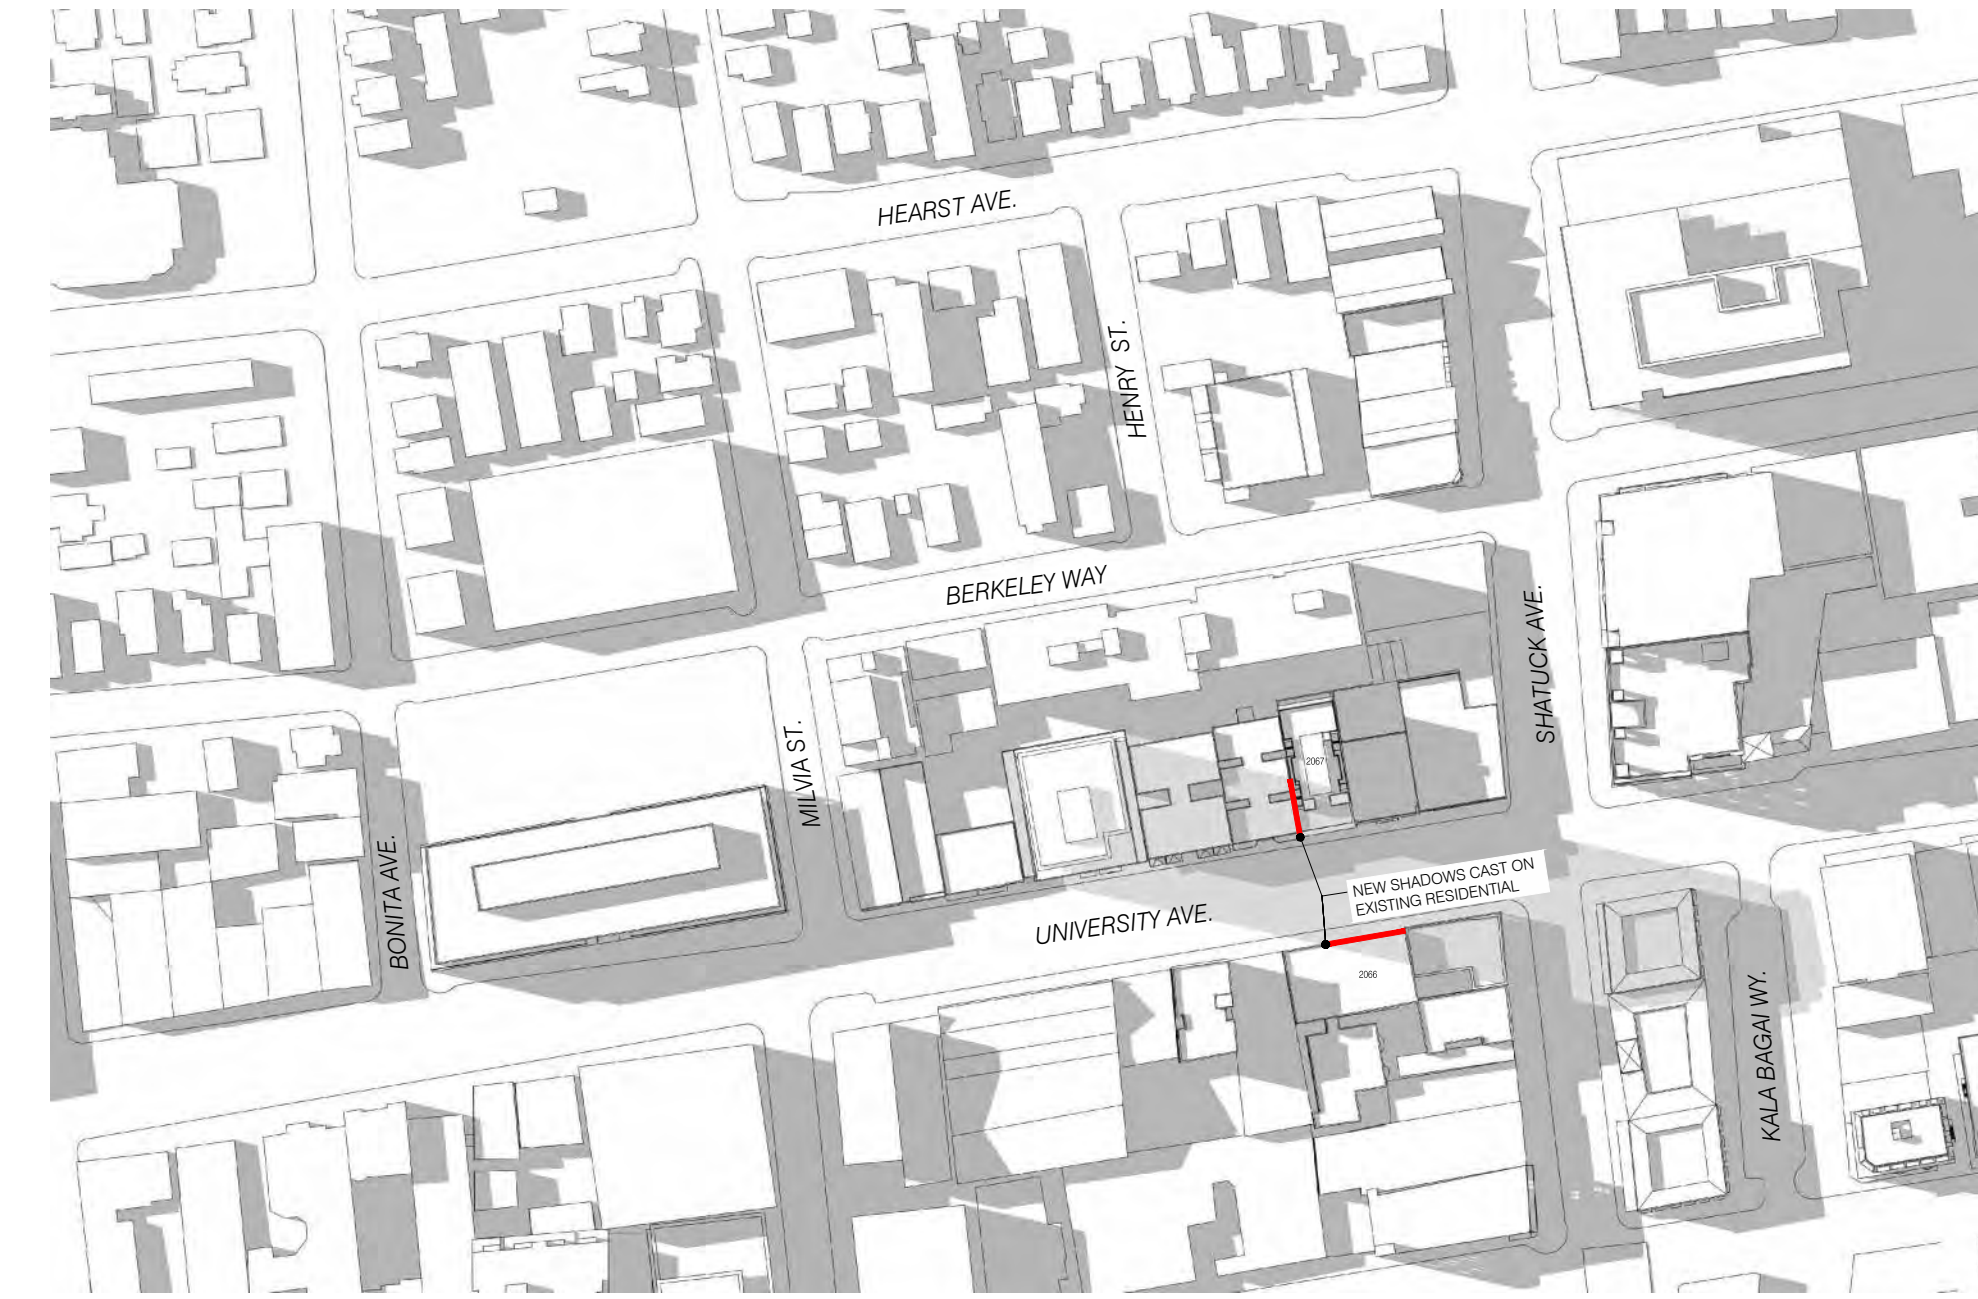 HEARST AVE.
HENRY ST.
BERKELEY WAY
SHATUCK AVE.
MILVIA ST.
2067
BONITA AVE.
NEW SHADOWS CAST ON
EXISTING RESIDENTIAL
UNIVERSITY AVE.
2066
KALA BAGAI WY.